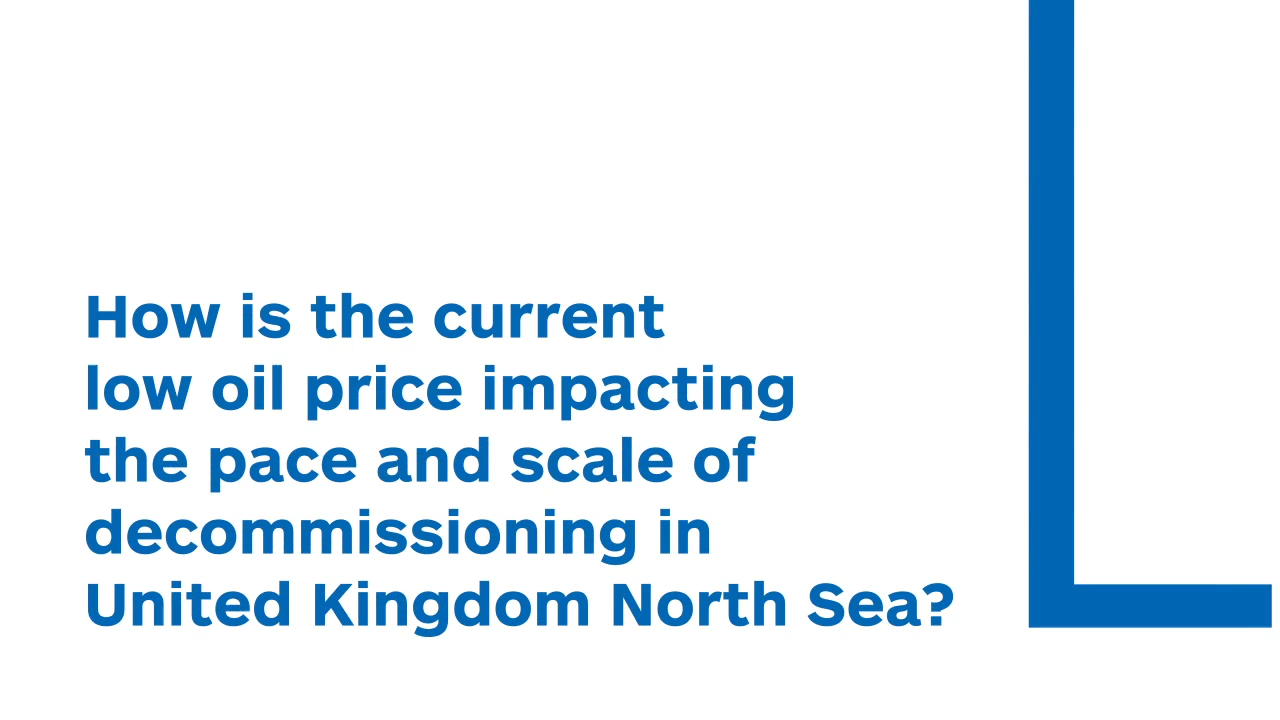 How is the current
low oil price impacting
the pace and scale of
decommissioning in
United Kingdom North Sea?